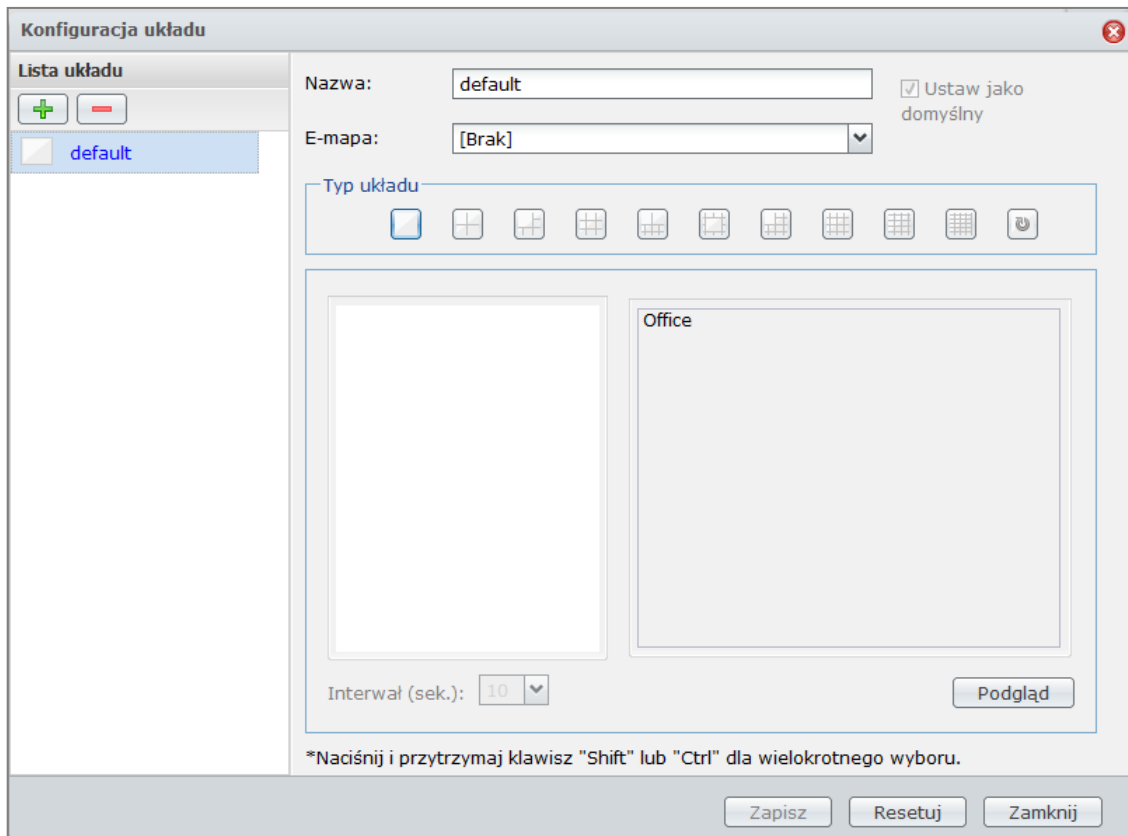 Konfiguracja układu
Lista układu
default
Nazwa:
default
Ustaw jako
domyślny
E-mapa:
[Brak]
Typ układu
Office
Interwał (sek.):
10
Podgląd
*Naciśnij i przytrzymaj klawisz "Shift" lub "Ctrl" dla wielokrotnego wyboru.
Zapisz
Resetuj
Zamknij